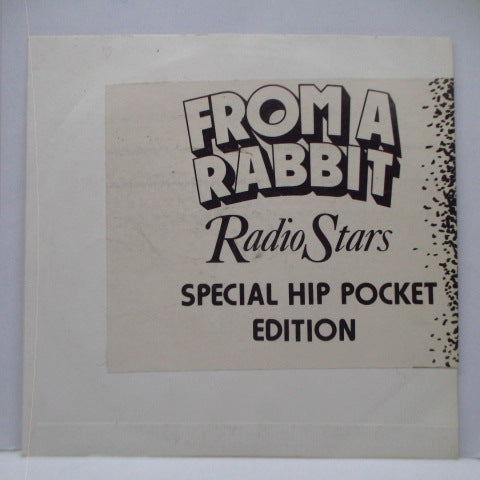 FROM A
RABBIT
Radio Stars
SPECIAL HIP POCKET
EDITION